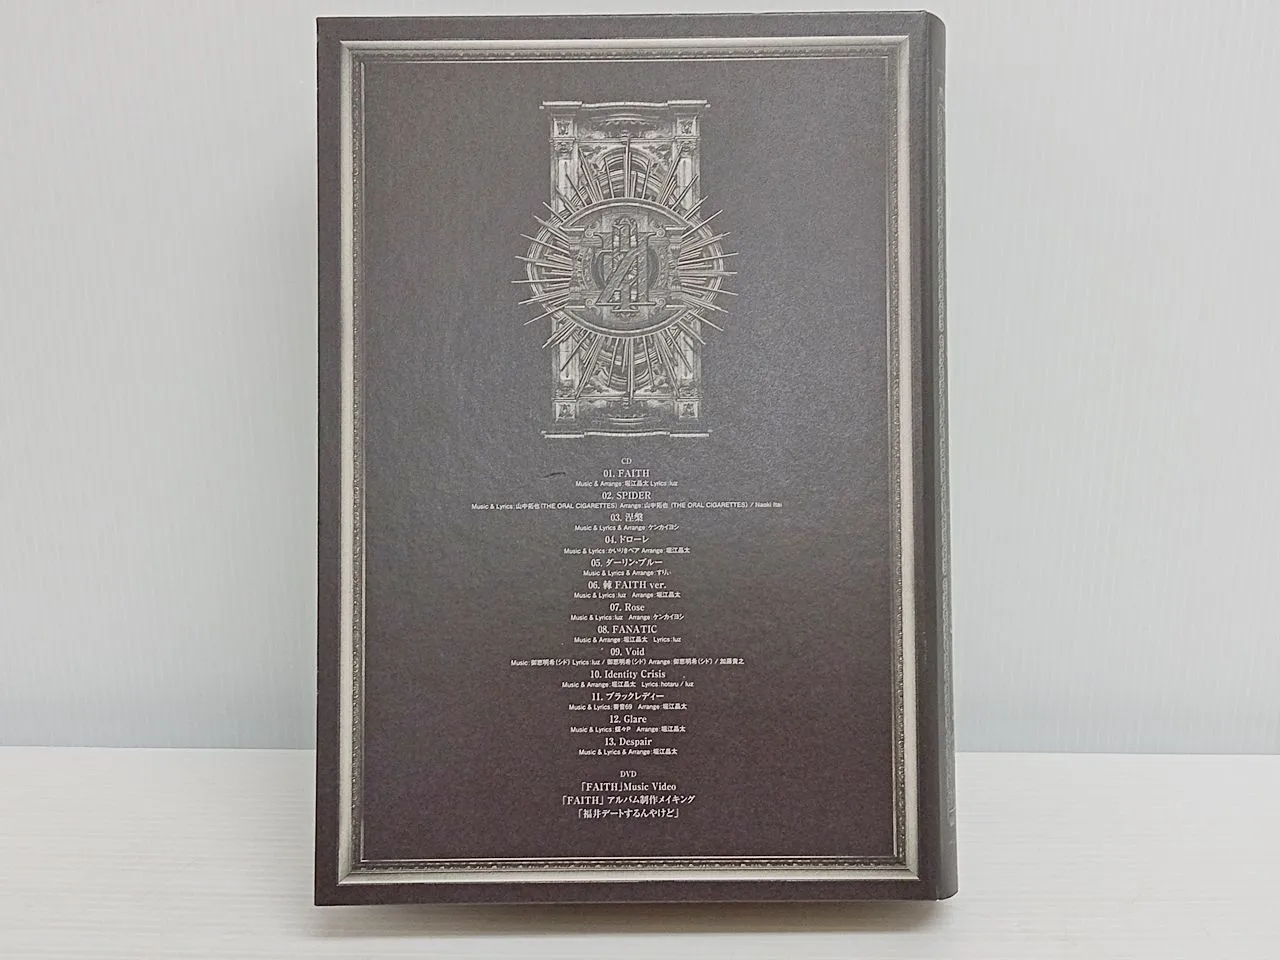 CD
01. FAITH
Music & Arrange:堀江晶太 Lyrics:luz
02. SPIDER
Music & Lyrics:山中拓也(THE ORAL CIGARETTES) Arrange:山中拓也 (THE ORAL CIGARETTES) / Naoki Itai
03. 涅槃
Music & Lyrics & Arrange:ケンカイヨシ
04. ドローレ
Music & Lyrics:かいりきベア Arrange:堀江晶太
05. ダーリン・ブルー
Music & Lyrics & Arrange:すりぃ
06. 棘 FAITH ver.
Music & Lyrics:luz Arrange:堀江晶太
07. Rose
Music & Lyrics:luz Arrange:ケンカイヨシ
08. FANATIC
Music & Arrange:堀江晶太 Lyrics:luz
09. Void
Music:御恵明希(シド) Lyrics:luz / 御恵明希(シド) Arrange:御恵明希(シド) / 加藤貴之
10. Identity Crisis
Music & Arrange:堀江晶太 Lyrics:hotaru / luz
11. ブラックレディー
Music & Lyrics:奏音69 Arrange:堀江晶太
12. Glare
Music & Lyrics:蝶々P Arrange:堀江晶太
13. Despair
Music & Lyrics & Arrange:堀江晶太
DVD
「FAITH」Music Video
「FAITH」アルバム制作メイキング
「福井デートするんやけど」